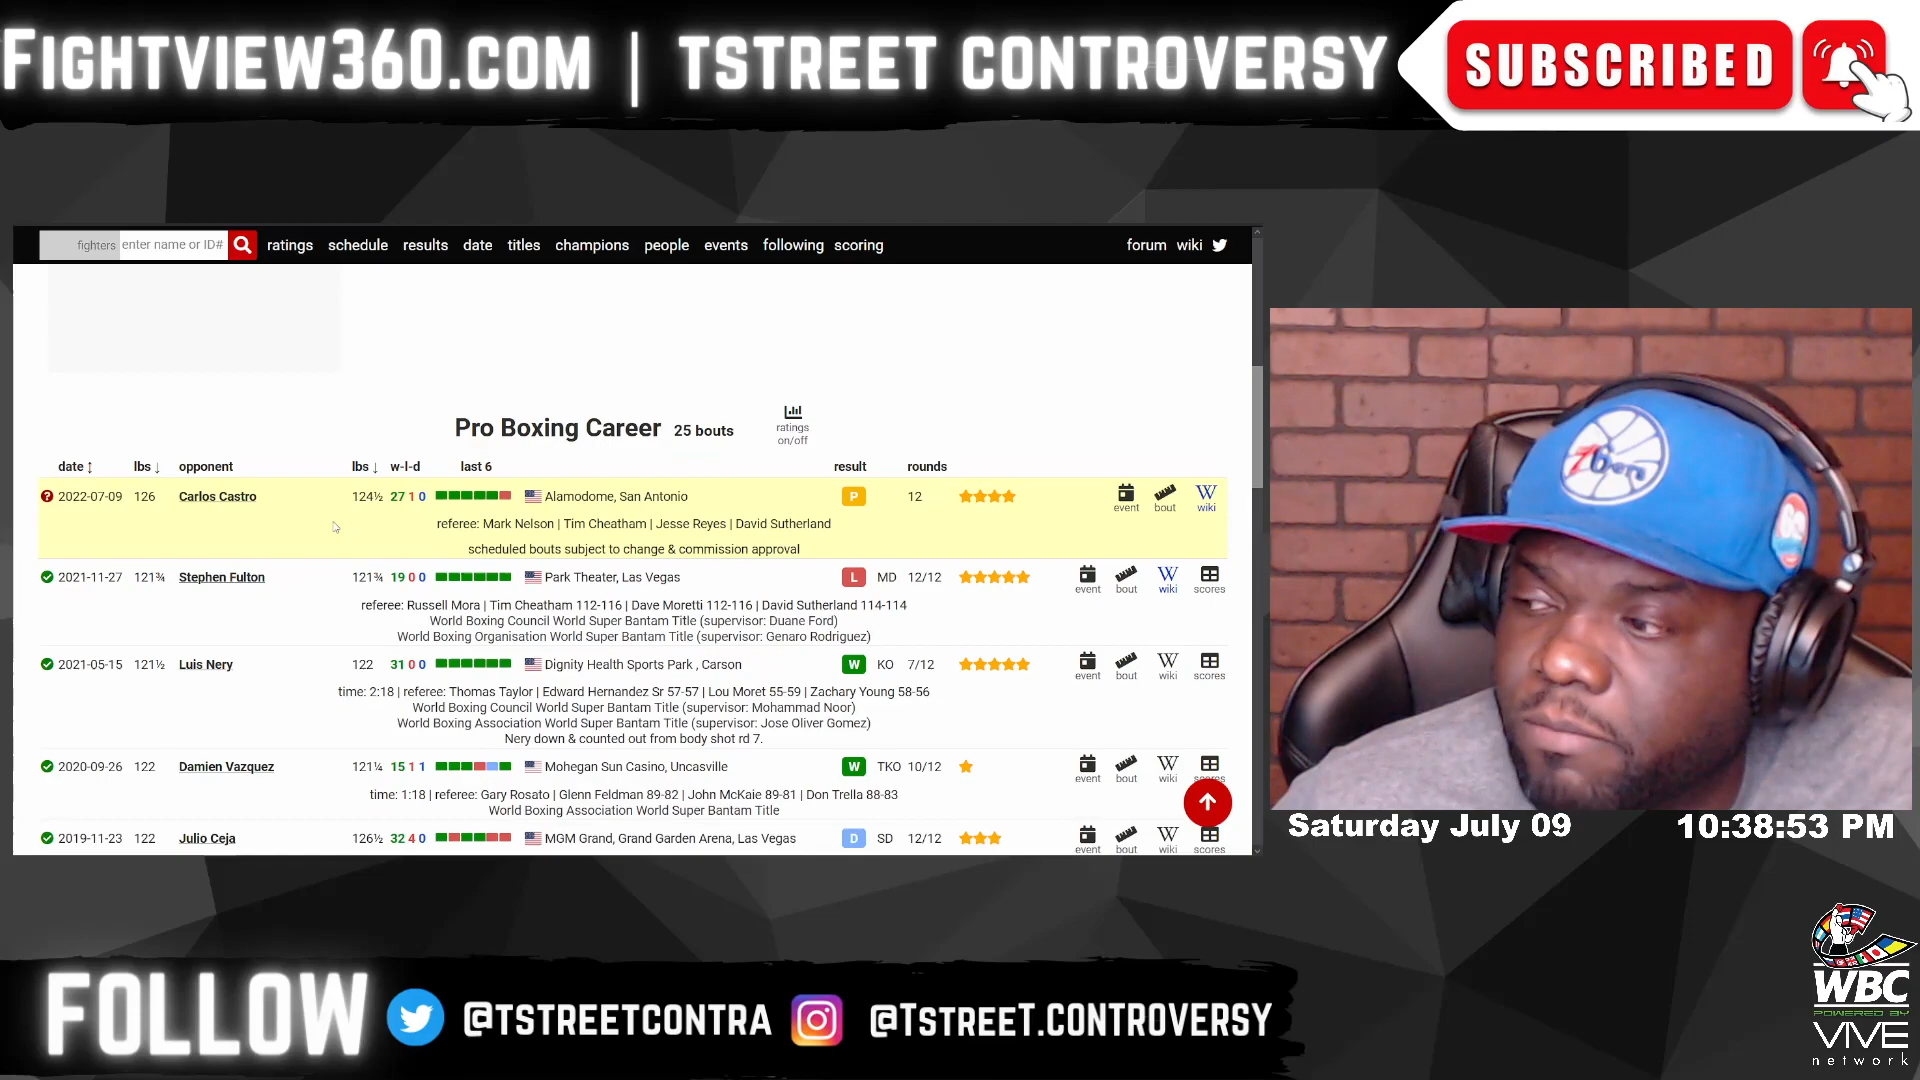 FIGHTVIEW360.COM | TSTREET CONTROVERSY
SUBSCRIBED
fighters enter name or ID# ratings schedule results date titles champions people events following scoring forum wiki
Pro Boxing Career 25 bouts
ratings
on/off
date lbs opponent lbs w-l-d last 6 result rounds
2022-07-09 126 Carlos Castro 124½ 27 1 0 Alamodome, San Antonio P 12 event bout wiki
referee: Mark Nelson | Tim Cheatham | Jesse Reyes | David Sutherland
scheduled bouts subject to change & commission approval
2021-11-27 121¾ Stephen Fulton 121¾ 19 0 0 Park Theater, Las Vegas L MD 12/12 event bout wiki scores
referee: Russell Mora | Tim Cheatham 112-116 | Dave Moretti 112-116 | David Sutherland 114-114
World Boxing Council World Super Bantam Title (supervisor: Duane Ford)
World Boxing Organisation World Super Bantam Title (supervisor: Genaro Rodriguez)
2021-05-15 121½ Luis Nery 122 31 0 0 Dignity Health Sports Park , Carson W KO 7/12 event bout wiki scores
time: 2:18 | referee: Thomas Taylor | Edward Hernandez Sr 57-57 | Lou Moret 55-59 | Zachary Young 58-56
World Boxing Council World Super Bantam Title (supervisor: Mohammad Noor)
World Boxing Association World Super Bantam Title (supervisor: Jose Oliver Gomez)
Nery down & counted out from body shot rd 7.
2020-09-26 122 Damien Vazquez 121¼ 15 1 1 Mohegan Sun Casino, Uncasville W TKO 10/12 event bout wiki scores
time: 1:18 | referee: Gary Rosato | Glenn Feldman 89-82 | John McKaie 89-81 | Don Trella 88-83
World Boxing Association World Super Bantam Title
2019-11-23 122 Julio Ceja 126½ 32 4 0 MGM Grand, Grand Garden Arena, Las Vegas D SD 12/12 event bout wiki scores
76ers
Saturday July 09 10:38:53 PM
FOLLOW @TSTREETCONTRA @TSTREET.CONTROVERSY
WBC
POWERED BY
VIVE
network